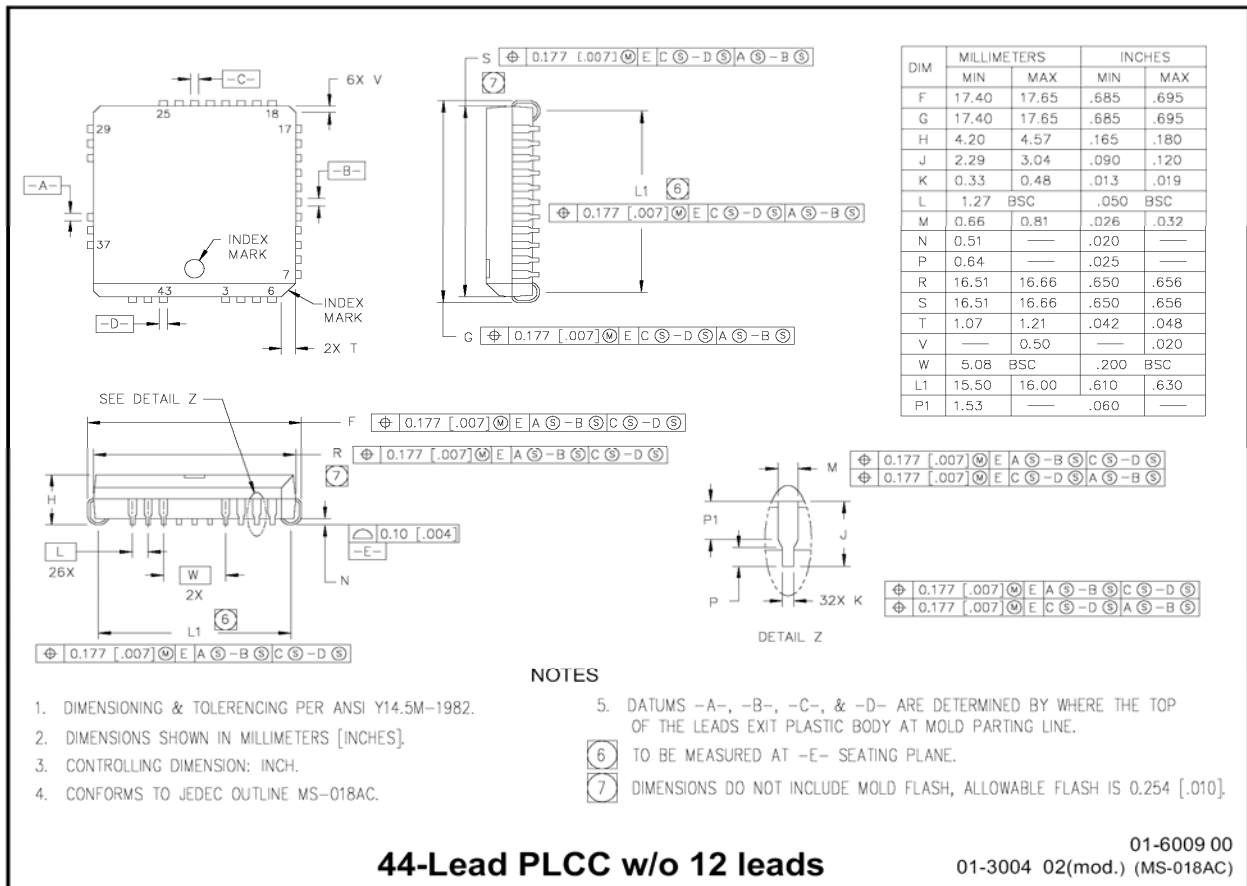 S ⌖ 0.177 [.007] Ⓜ E C Ⓢ -D Ⓢ A Ⓢ -B Ⓢ
7
-C-
6X V
25 18
29 17
-A-
-B-
INDEX
MARK
37
7
43 3 6
INDEX
MARK
-D-
2X T
L1 6
⌖ 0.177 [.007] Ⓜ E C Ⓢ -D Ⓢ A Ⓢ -B Ⓢ
G ⌖ 0.177 [.007] Ⓜ E C Ⓢ -D Ⓢ A Ⓢ -B Ⓢ
DIM MILLIMETERS INCHES
MIN MAX MIN MAX
F 17.40 17.65 .685 .695
G 17.40 17.65 .685 .695
H 4.20 4.57 .165 .180
J 2.29 3.04 .090 .120
K 0.33 0.48 .013 .019
L 1.27 BSC .050 BSC
M 0.66 0.81 .026 .032
N 0.51 — .020 —
P 0.64 — .025 —
R 16.51 16.66 .650 .656
S 16.51 16.66 .650 .656
T 1.07 1.21 .042 .048
V — 0.50 — .020
W 5.08 BSC .200 BSC
L1 15.50 16.00 .610 .630
P1 1.53 — .060 —
SEE DETAIL Z
F ⌖ 0.177 [.007] Ⓜ E A Ⓢ -B Ⓢ C Ⓢ -D Ⓢ
R ⌖ 0.177 [.007] Ⓜ E A Ⓢ -B Ⓢ C Ⓢ -D Ⓢ
7
H
⌓ 0.10 [.004]
-E-
L
26X
W
2X
N
6
L1
⌖ 0.177 [.007] Ⓜ E A Ⓢ -B Ⓢ C Ⓢ -D Ⓢ
M ⌖ 0.177 [.007] Ⓜ E A Ⓢ -B Ⓢ C Ⓢ -D Ⓢ
⌖ 0.177 [.007] Ⓜ E C Ⓢ -D Ⓢ A Ⓢ -B Ⓢ
P1
J
P
32X K
⌖ 0.177 [.007] Ⓜ E A Ⓢ -B Ⓢ C Ⓢ -D Ⓢ
⌖ 0.177 [.007] Ⓜ E C Ⓢ -D Ⓢ A Ⓢ -B Ⓢ
DETAIL Z
NOTES
1. DIMENSIONING & TOLERENCING PER ANSI Y14.5M-1982.
2. DIMENSIONS SHOWN IN MILLIMETERS [INCHES].
3. CONTROLLING DIMENSION: INCH.
4. CONFORMS TO JEDEC OUTLINE MS-018AC.
5. DATUMS -A-, -B-, -C-, & -D- ARE DETERMINED BY WHERE THE TOP
OF THE LEADS EXIT PLASTIC BODY AT MOLD PARTING LINE.
6 TO BE MEASURED AT -E- SEATING PLANE.
7 DIMENSIONS DO NOT INCLUDE MOLD FLASH, ALLOWABLE FLASH IS 0.254 [.010].
44-Lead PLCC w/o 12 leads
01-6009 00
01-3004 02(mod.) (MS-018AC)